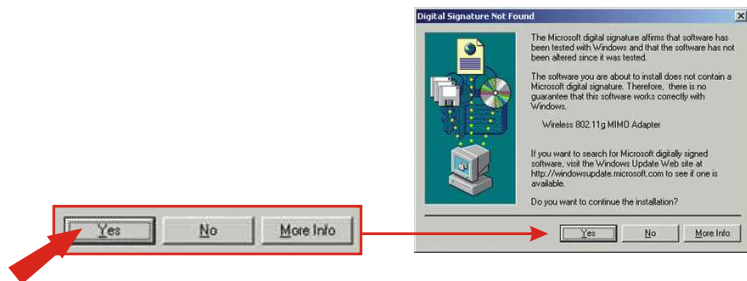 Digital Signature Not Found
The Microsoft digital signature affirms that software has
been tested with Windows and that the software has not
been altered since it was tested.
The software you are about to install does not contain a
Microsoft digital signature. Therefore, there is no
guarantee that this software works correctly with
Windows.
Wireless 802.11g MIMO Adapter
If you want to search for Microsoft digitally signed
software, visit the Windows Update Web site at
http://windowsupdate.microsoft.com to see if one is
available.
Do you want to continue the installation?
Yes No More Info
Yes No More Info